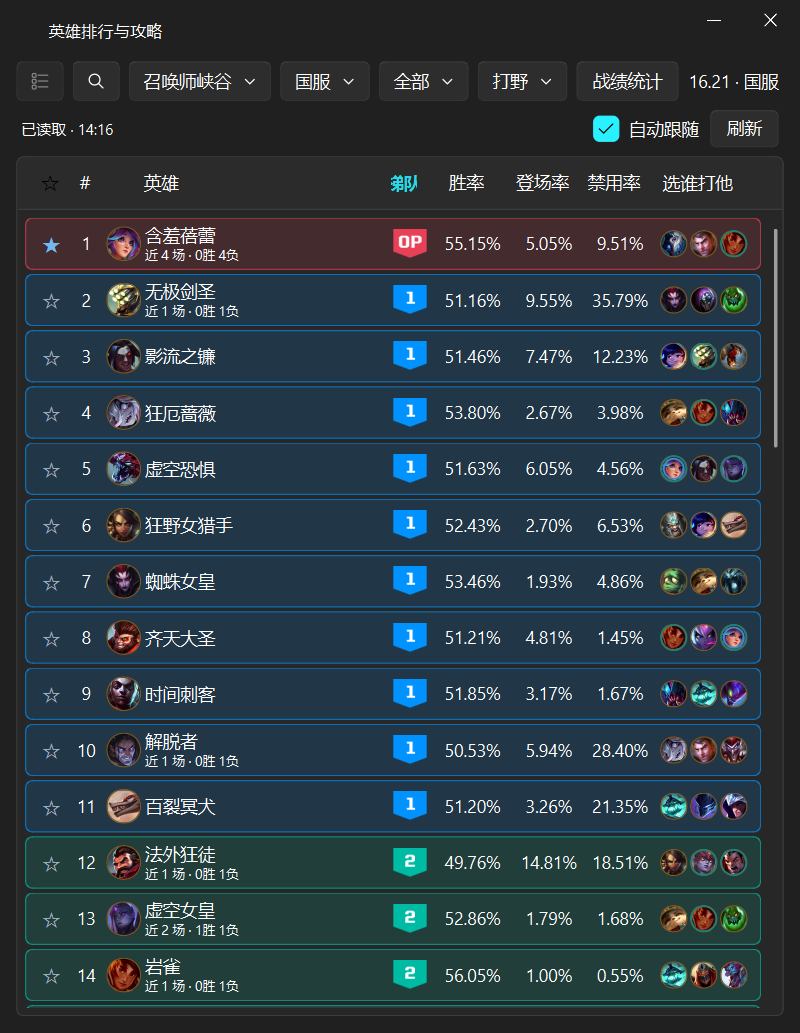 英雄排行与攻略
召唤师峡谷 国服 全部 打野 战绩统计 16.21 · 国服
已读取 · 14:16 自动跟随 刷新
# 英雄 胜率 登场率 禁用率 选谁打他
1 含羞蓓蕾 OP 55.15% 5.05% 9.51%
近 4 场 · 0胜 4负
2 无极剑圣 1 51.16% 9.55% 35.79%
近 1 场 · 0胜 1负
3 影流之镰 1 51.46% 7.47% 12.23%
4 狂厄蔷薇 1 53.80% 2.67% 3.98%
5 虚空恐惧 1 51.63% 6.05% 4.56%
6 狂野女猎手 1 52.43% 2.70% 6.53%
7 蜘蛛女皇 1 53.46% 1.93% 4.86%
8 齐天大圣 1 51.21% 4.81% 1.45%
9 时间刺客 1 51.85% 3.17% 1.67%
10 解脱者 1 50.53% 5.94% 28.40%
近 1 场 · 0胜 1负
11 百裂冥犬 1 51.20% 3.26% 21.35%
12 法外狂徒 2 49.76% 14.81% 18.51%
近 1 场 · 0胜 1负
13 虚空女皇 2 52.86% 1.79% 1.68%
近 2 场 · 1胜 1负
14 岩雀 2 56.05% 1.00% 0.55%
近 1 场 · 0胜 1负